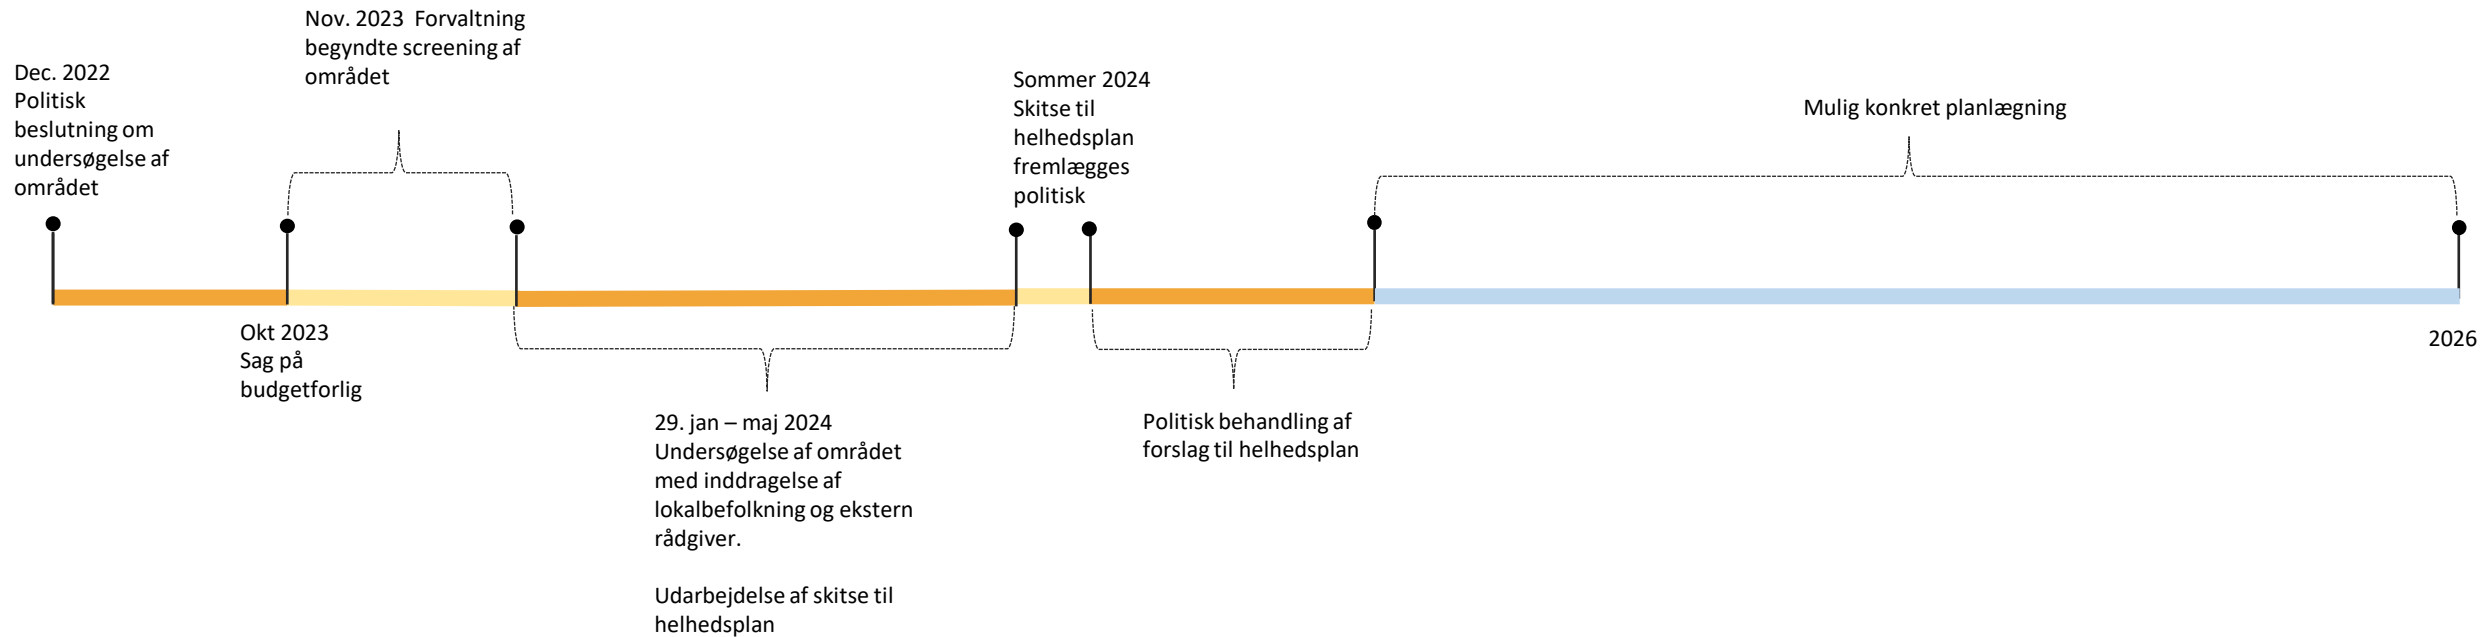 Dec. 2022
Politisk
beslutning om
undersøgelse af
området
Nov. 2023  Forvaltning
begyndte screening af
området
Sommer 2024
Skitse til
helhedsplan
fremlægges
politisk
Mulig konkret planlægning
Okt 2023
Sag på
budgetforlig
29. jan – maj 2024
Undersøgelse af området
med inddragelse af
lokalbefolkning og ekstern
rådgiver.
Udarbejdelse af skitse til
helhedsplan
Politisk behandling af
forslag til helhedsplan
2026